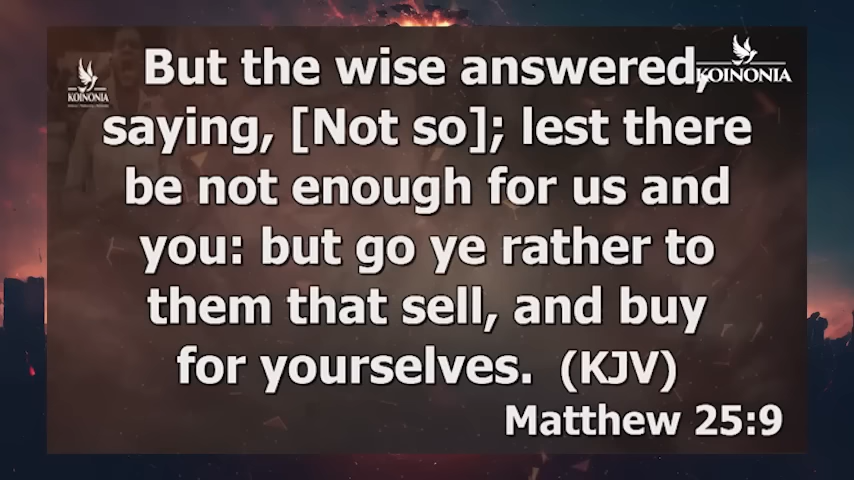 But the wise answered,
KOINONIA
KOINONIA
saying, [Not so]; lest there
be not enough for us and
you: but go ye rather to
them that sell, and buy
for yourselves. (KJV)
Matthew 25:9